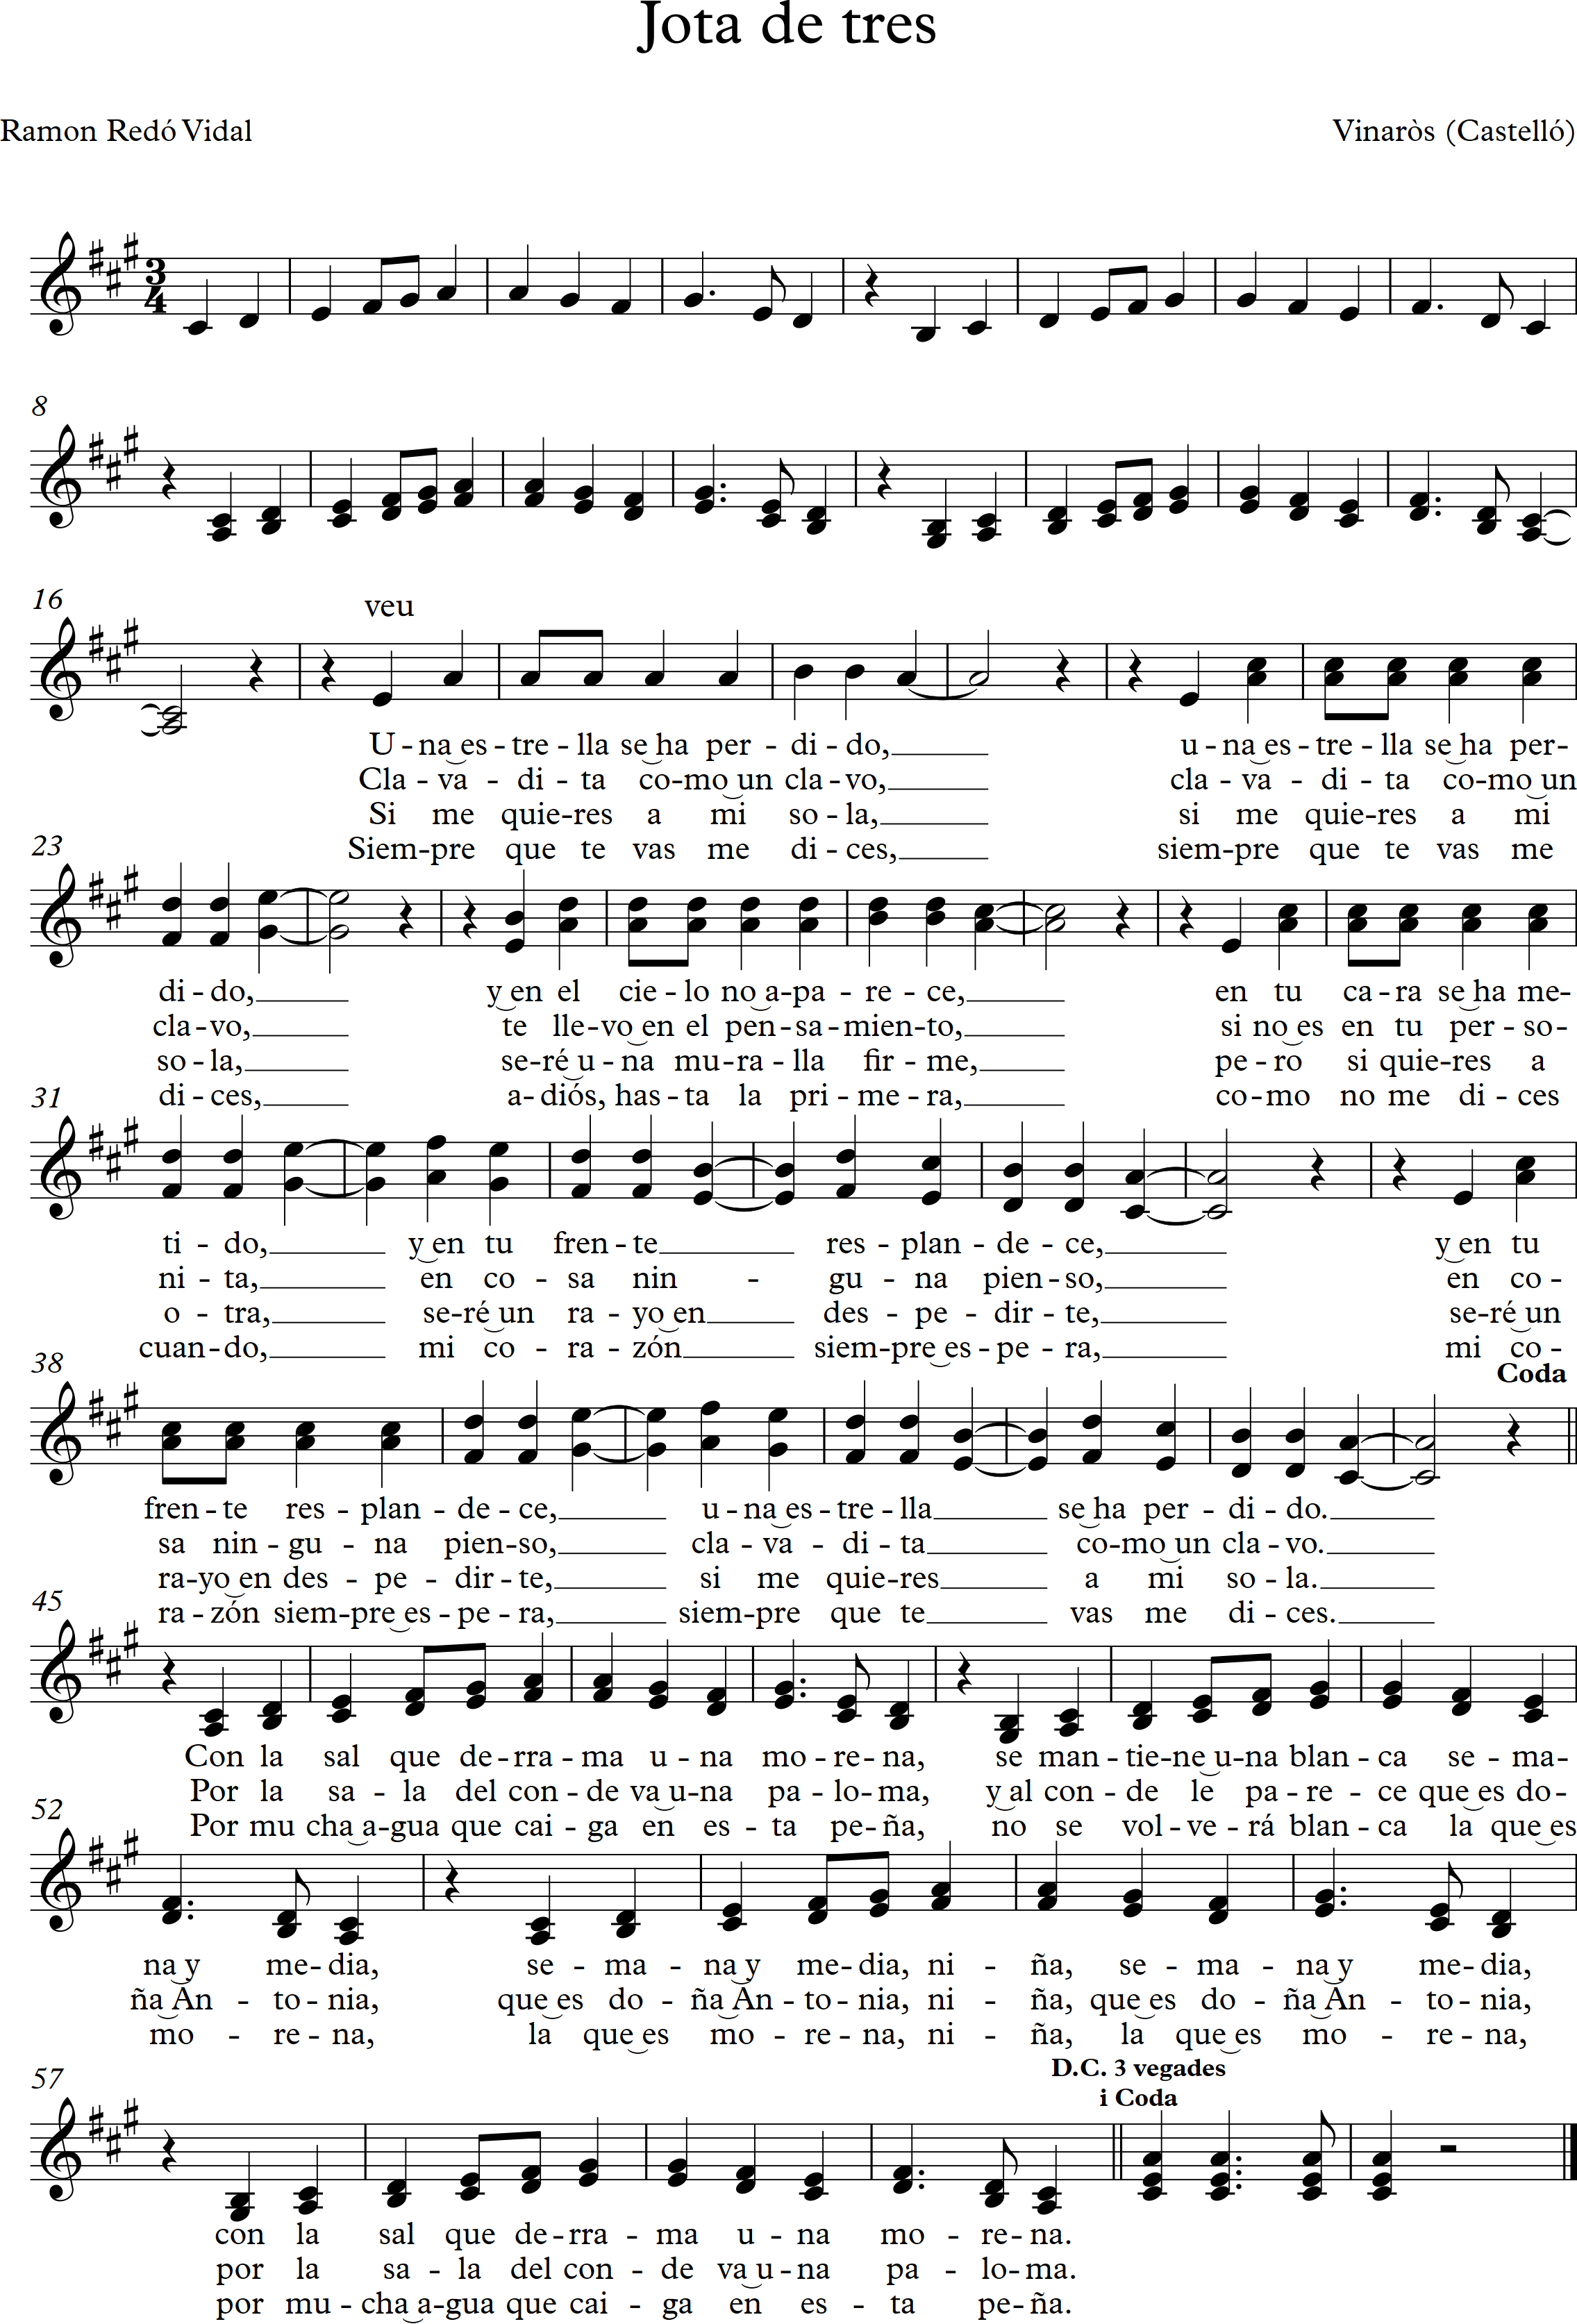 Jota de tres
Ramon Redó Vidal
Vinaròs (Castelló)
3
4
8
16
veu
U - na es - tre - lla se ha per - di - do, u - na es - tre - lla se ha per-
Cla - va - di - ta co-mo un cla - vo, cla - va - di - ta co-mo un
Si me quie-res a mi so - la, si me quie-res a mi
Siem-pre que te vas me di - ces, siem-pre que te vas me
23
di - do, y en el cie - lo no a-pa - re - ce, en tu ca - ra se ha me-
cla - vo, te lle-vo en el pen-sa-mien-to, si no es en tu per - so-
so - la, se-ré u - na mu-ra - lla fir - me, pe - ro si quie-res a
di - ces, a-diós, has-ta la pri - me - ra, co-mo no me di - ces
31
ti - do, y en tu fren - te res - plan - de - ce, y en tu
ni - ta, en co - sa nin - gu - na pien - so, en co -
o - tra, se-ré un ra - yo en des - pe - dir - te, se-ré un
cuan-do, mi co - ra - zón siem-pre es - pe - ra, mi co -
38
Coda
fren - te res - plan - de - ce, u - na es - tre - lla se ha per - di - do.
sa nin - gu - na pien-so, cla - va - di - ta co-mo un cla - vo.
ra-yo en des - pe - dir - te, si me quie-res a mi so - la.
ra - zón siem-pre es - pe - ra, siem-pre que te vas me di - ces.
45
Con la sal que de-rra - ma u - na mo - re - na, se man - tie-ne u-na blan - ca se - ma-
Por la sa - la del con - de va u-na pa - lo-ma, y al con - de le pa - re - ce que es do-
Por mu cha a-gua que cai - ga en es - ta pe-ña, no se vol - ve - rá blan - ca la que es
52
na y me- dia, se - ma - na y me- dia, ni - ña, se - ma - na y me- dia,
ña An - to - nia, que es do - ña An - to - nia, ni - ña, que es do - ña An - to - nia,
mo - re - na, la que es mo - re - na, ni - ña, la que es mo - re - na,
57
D.C. 3 vegades
i Coda
con la sal que de-rra - ma u - na mo - re-na.
por la sa - la del con - de va u-na pa - lo-ma.
por mu - cha a-gua que cai - ga en es - ta pe-ña.